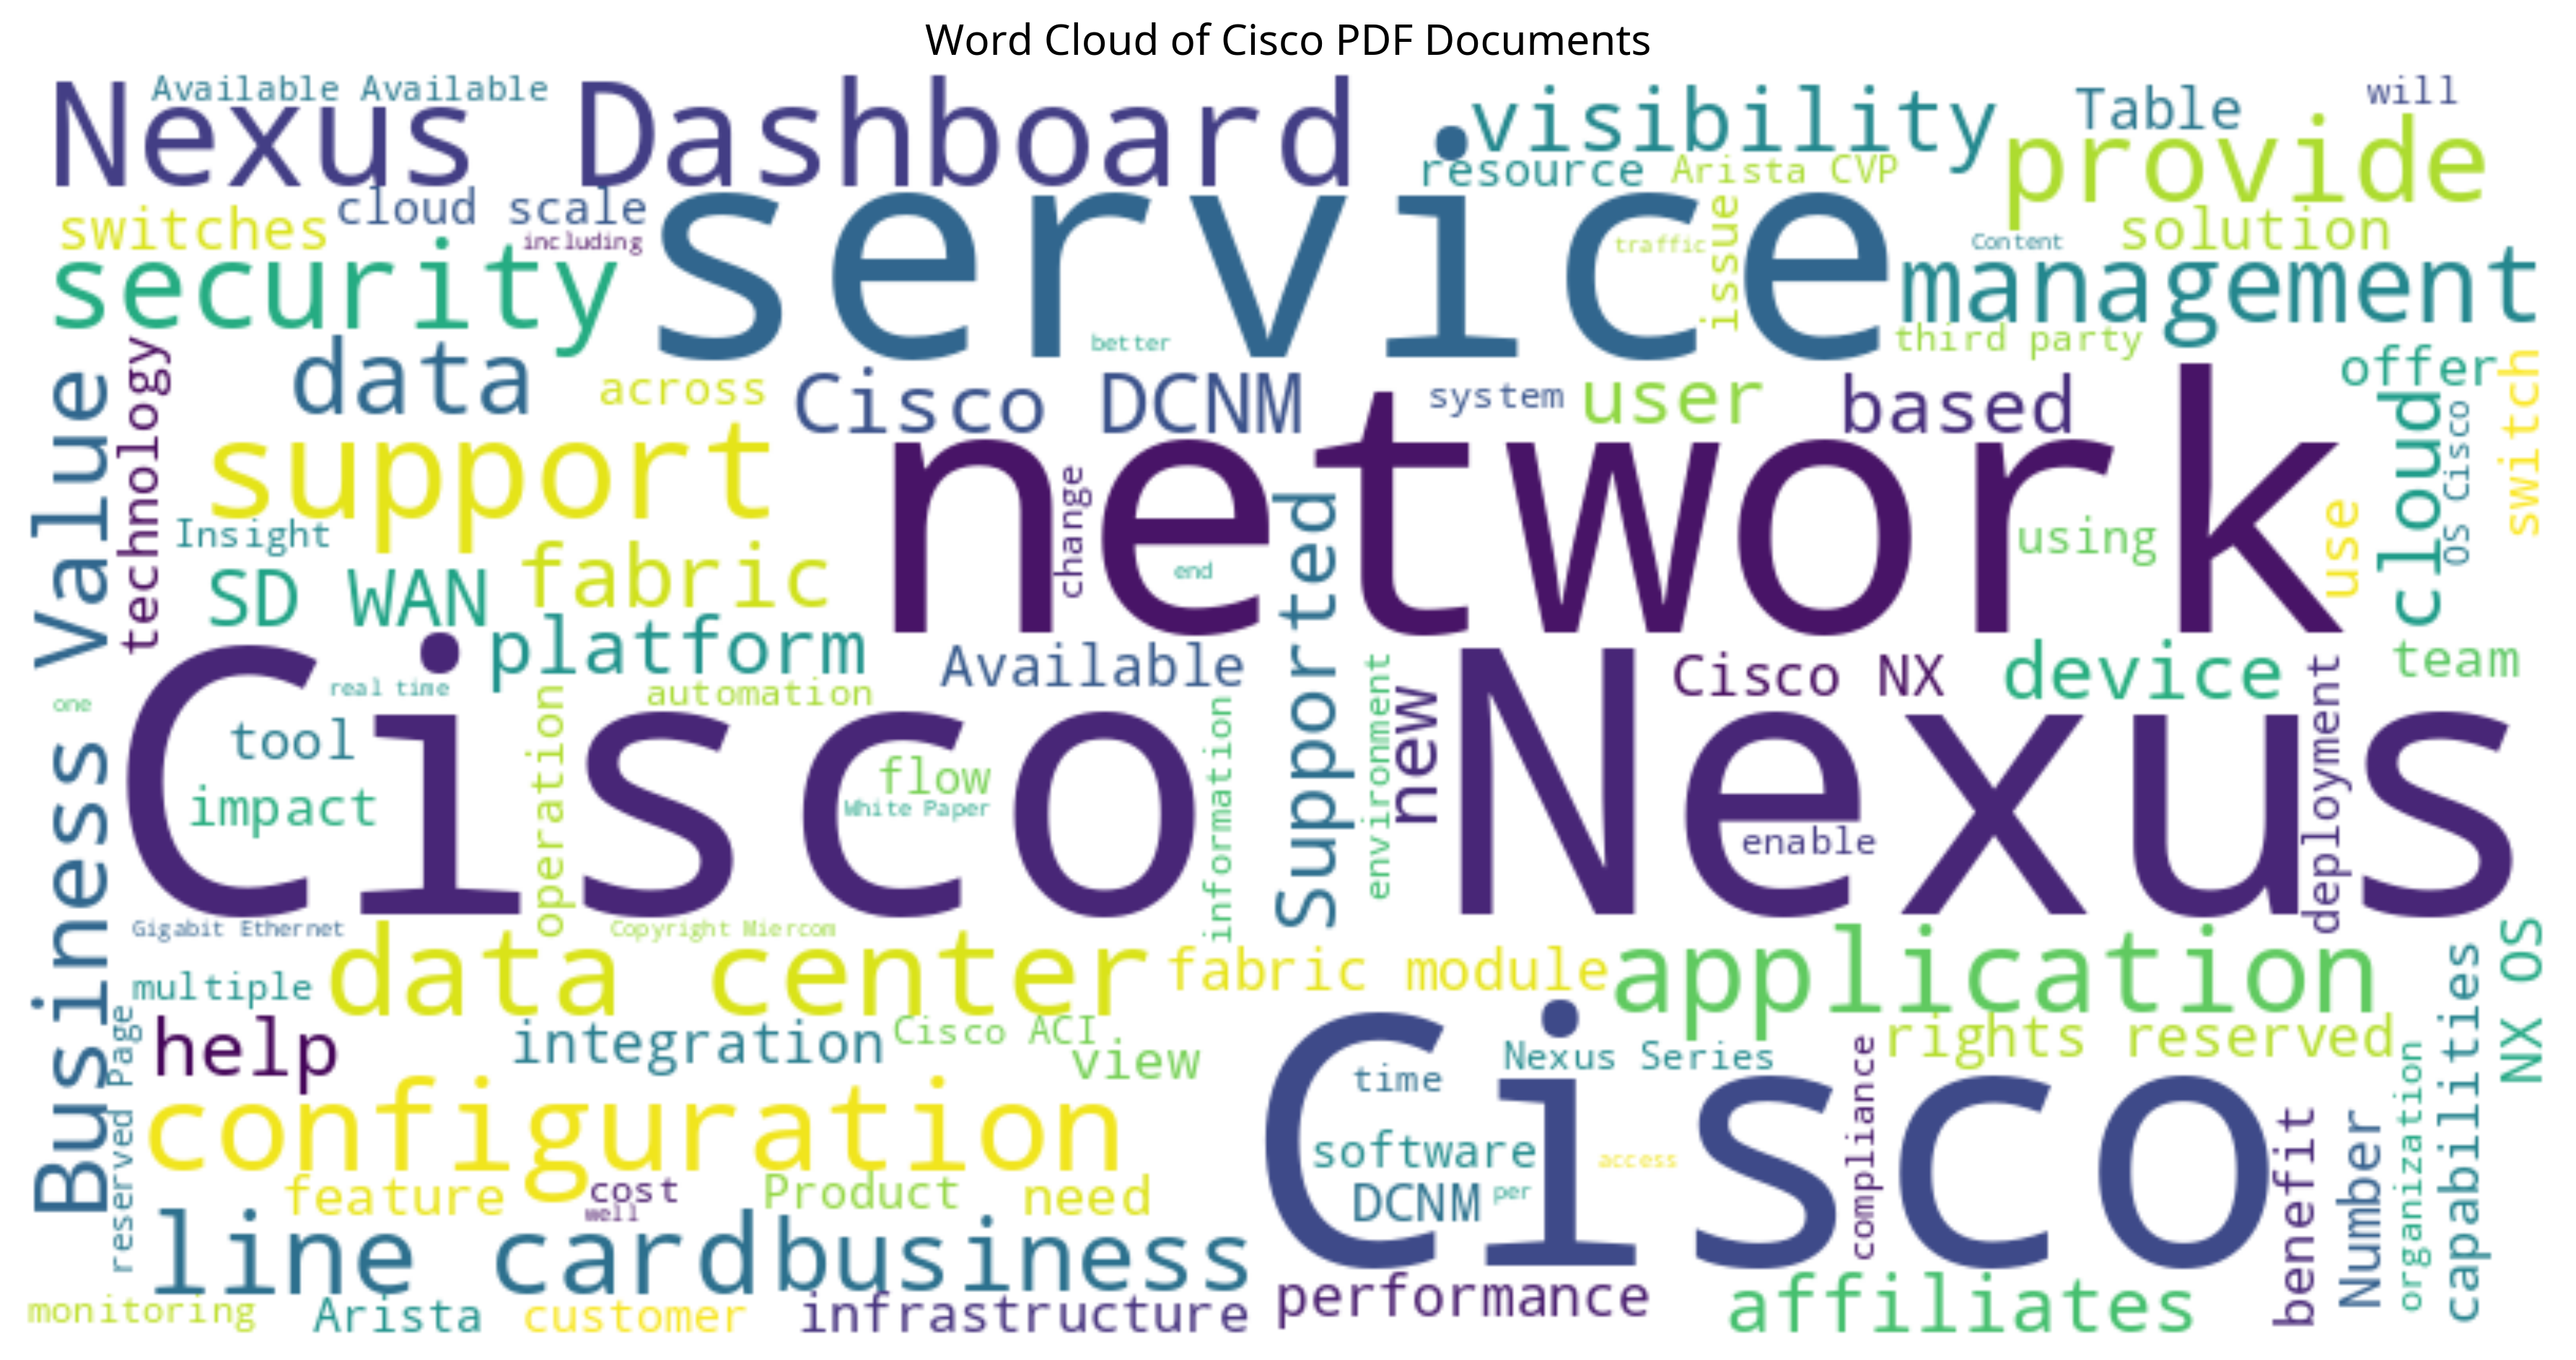 Word Cloud of Cisco PDF Documents
Available Available
Nexus Dashboard
visibility
Table
will
provide
resource
Arista CVP
switches
cloud scale
including
service
traffic
issue
Content
solution
security
management
better
third party
technology
data
across
Cisco DCNM
system
user
based
offer
switch
Business Value
support
network
change
end
using
use
cloud
OS Cisco
Insight
fabric
SD WAN
platform
Supported
Available
Cisco NX
device
team
one
real time
automation
Cisco Nexus
tool
impact
operation
flow
White Paper
information
environment
new
enable
deployment
Gigabit Ethernet
Copyright Miercom
multiple
data center
fabric module
application
NX OS
reserved Page
help
integration
Cisco ACI
view
Cisco
time
Nexus Series
rights reserved
compliance
configuration
software
access
DCNM
per
benefit
Number
organization
capabilities
feature
cost
well
Product
need
line card
business
monitoring
Arista
customer
infrastructure
performance
affiliates